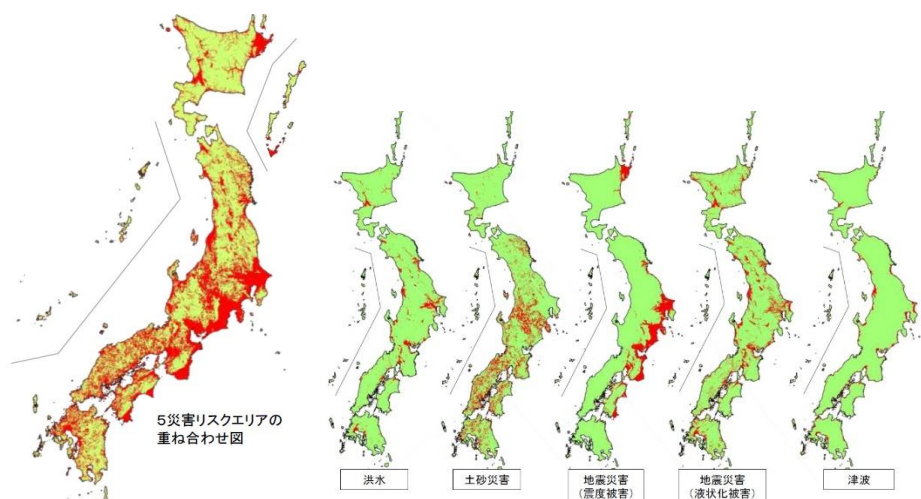 5災害リスクエリアの
重ね合わせ図
洪水
土砂災害
地震災害
(震度被害)
地震災害
(液状化被害)
津波